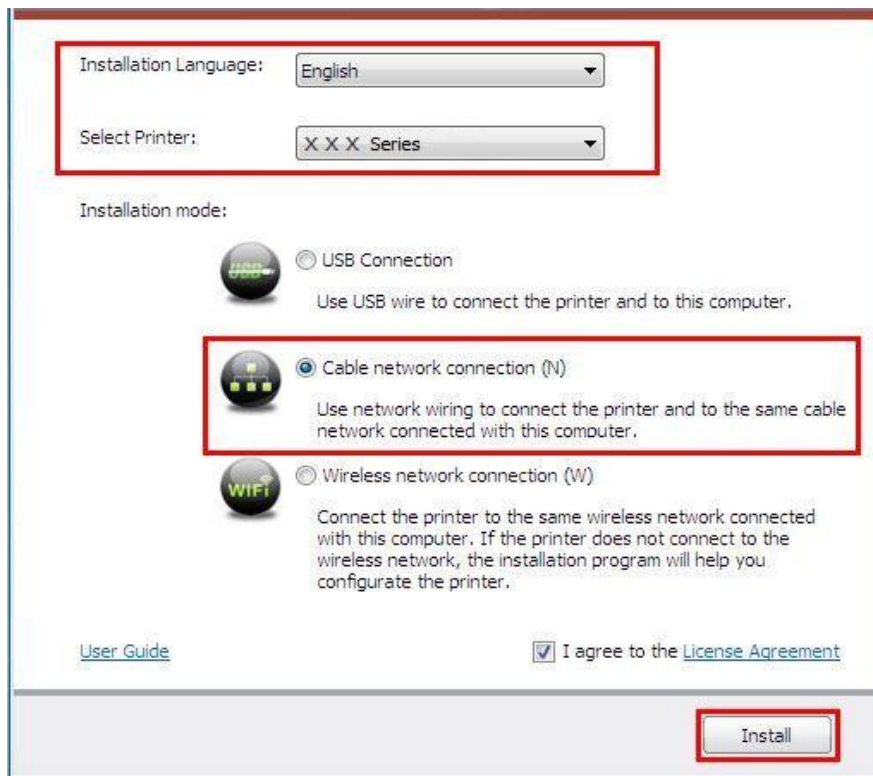 Installation Language:
English
Select Printer:
X X X Series
Installation mode:
USB
USB Connection
Use USB wire to connect the printer and to this computer.
Cable network connection (N)
Use network wiring to connect the printer and to the same cable
network connected with this computer.
WiFi
Wireless network connection (W)
Connect the printer to the same wireless network connected
with this computer. If the printer does not connect to the
wireless network, the installation program will help you
configurate the printer.
User Guide
I agree to the License Agreement
Install